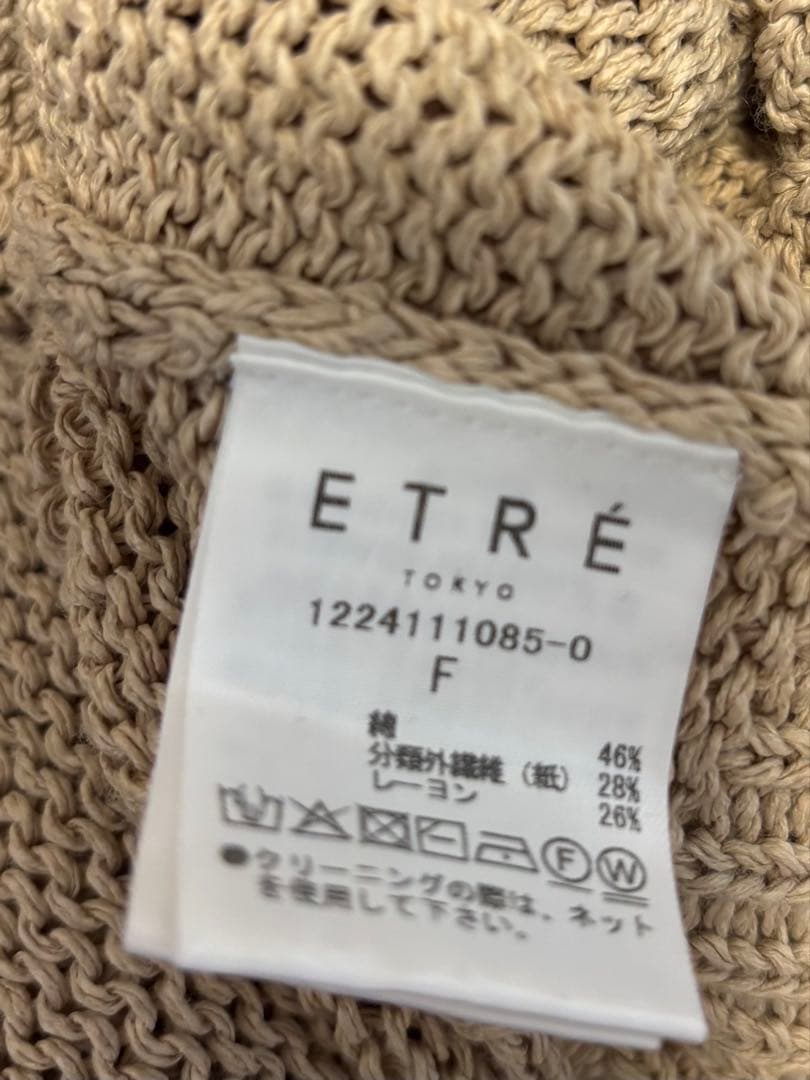 ETRÉ
TOKYO
1224111085-0
F
綿 46%
分類外繊維（紙） 28%
レーヨン 26%
F W
●クリーニングの際は、ネット
を使用して下さい。